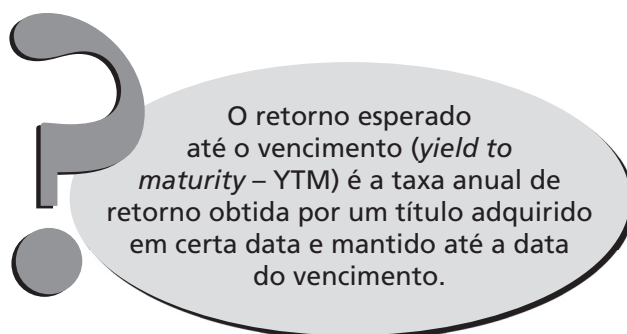 O retorno esperado
até o vencimento (yield to
maturity – YTM) é a taxa anual de
retorno obtida por um título adquirido
em certa data e mantido até a data
do vencimento.